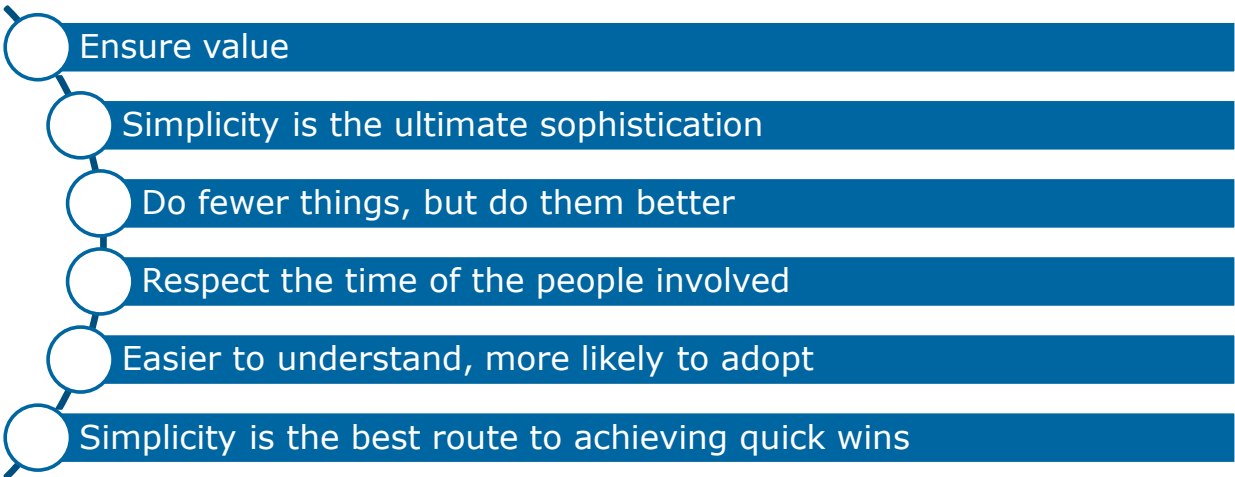 Ensure value
Simplicity is the ultimate sophistication
Do fewer things, but do them better
Respect the time of the people involved
Easier to understand, more likely to adopt
Simplicity is the best route to achieving quick wins